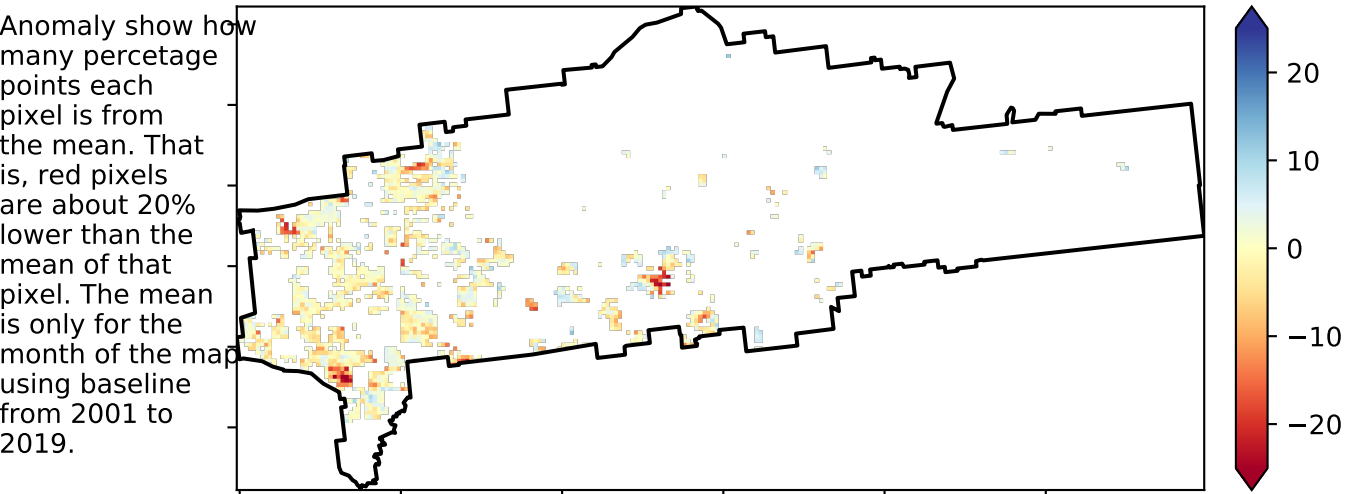 Anomaly show how
many percetage
points each
pixel is from
the mean. That
is, red pixels
are about 20%
lower than the
mean of that
pixel. The mean
is only for the
month of the map
using baseline
from 2001 to
2019.
20
10
0
−10
−20